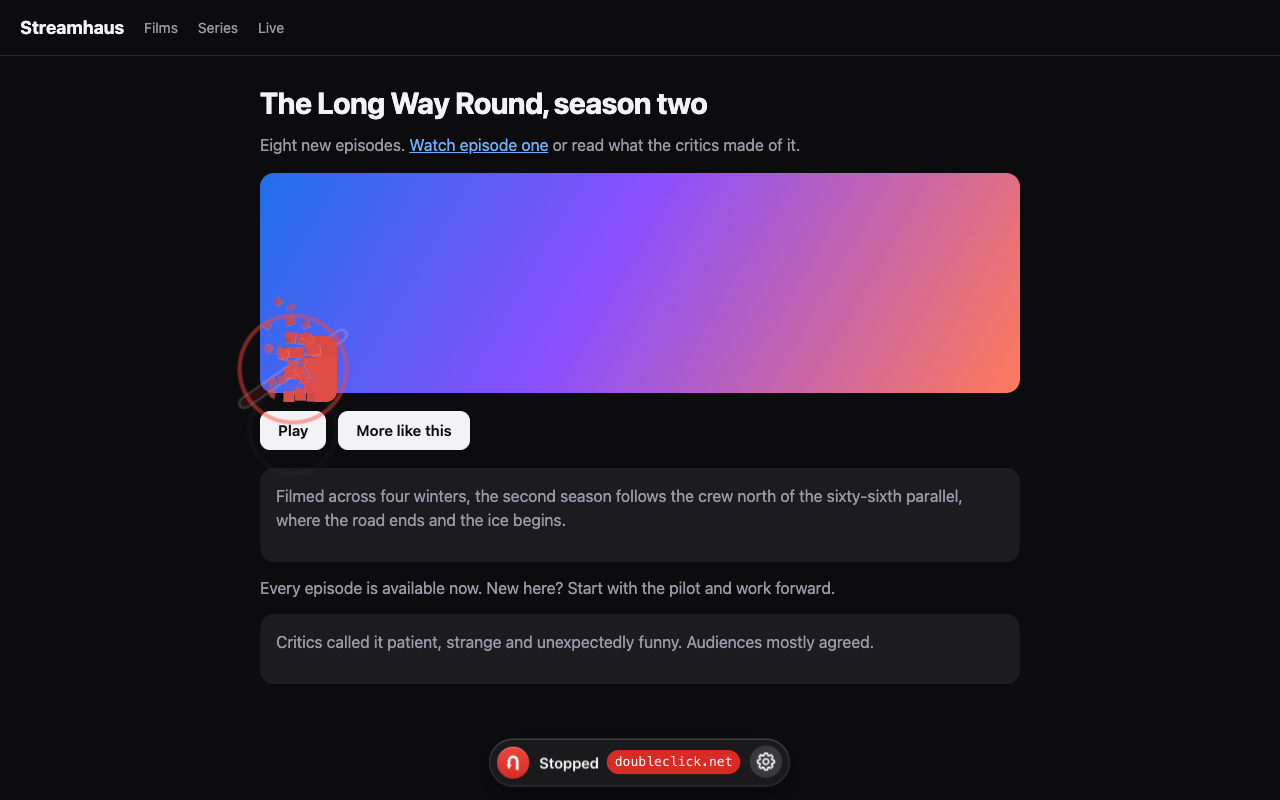 Streamhaus Films Series Live
The Long Way Round, season two
Eight new episodes. Watch episode one or read what the critics made of it.
Play More like this
Filmed across four winters, the second season follows the crew north of the sixty-sixth parallel,
where the road ends and the ice begins.
Every episode is available now. New here? Start with the pilot and work forward.
Critics called it patient, strange and unexpectedly funny. Audiences mostly agreed.
Stopped doubleclick.net